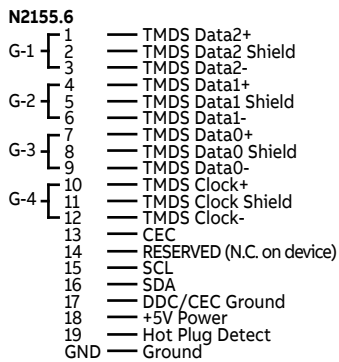 N2155.6
G-1
1 TMDS Data2+
2 TMDS Data2 Shield
3 TMDS Data2-
G-2
4 TMDS Data1+
5 TMDS Data1 Shield
6 TMDS Data1-
G-3
7 TMDS Data0+
8 TMDS Data0 Shield
9 TMDS Data0-
G-4
10 TMDS Clock+
11 TMDS Clock Shield
12 TMDS Clock-
13 CEC
14 RESERVED (N.C. on device)
15 SCL
16 SDA
17 DDC/CEC Ground
18 +5V Power
19 Hot Plug Detect
GND Ground